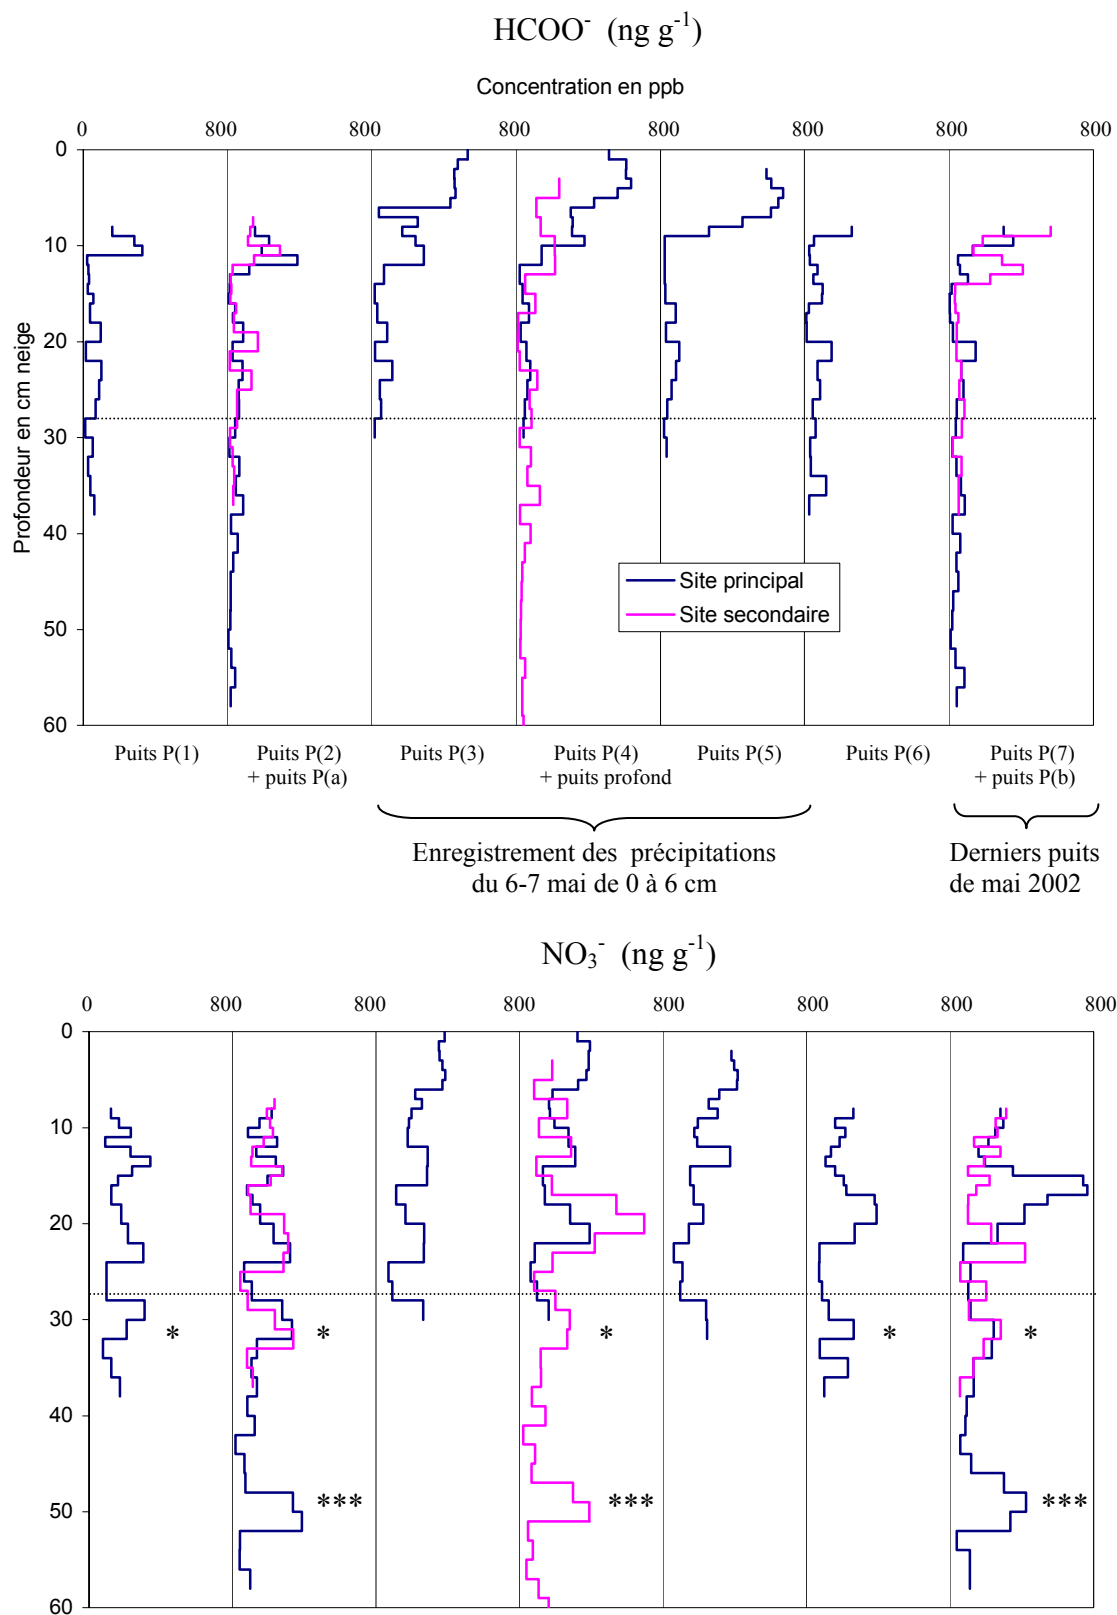 HCOO⁻ (ng g⁻¹)
Concentration en ppb
0 800 800 800 800 800 800 800
0
10
20
30
40
50
60
Profondeur en cm neige
Site principal
Site secondaire
Puits P(1)
Puits P(2)
+ puits P(a)
Puits P(3)
Puits P(4)
+ puits profond
Puits P(5)
Puits P(6)
Puits P(7)
+ puits P(b)
Enregistrement des précipitations
du 6-7 mai de 0 à 6 cm
Derniers puits
de mai 2002
NO₃⁻ (ng g⁻¹)
0 800 800 800 800 800 800 800
0
10
20
30
40
50
60
* * * * *
*** *** ***